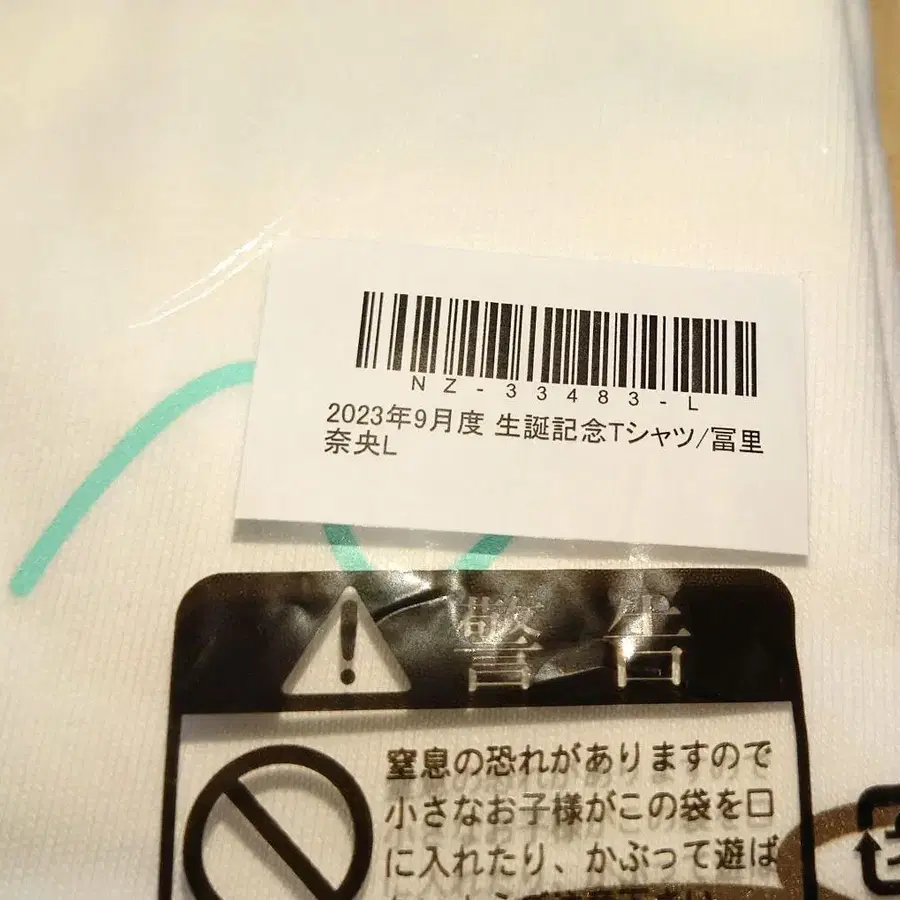 NZ-33483-L
2023年9月度 生誕記念Tシャツ/冨里
奈央L
警告
窒息の恐れがありますので
小さなお子様がこの袋を口
に入れたり、かぶって遊ば